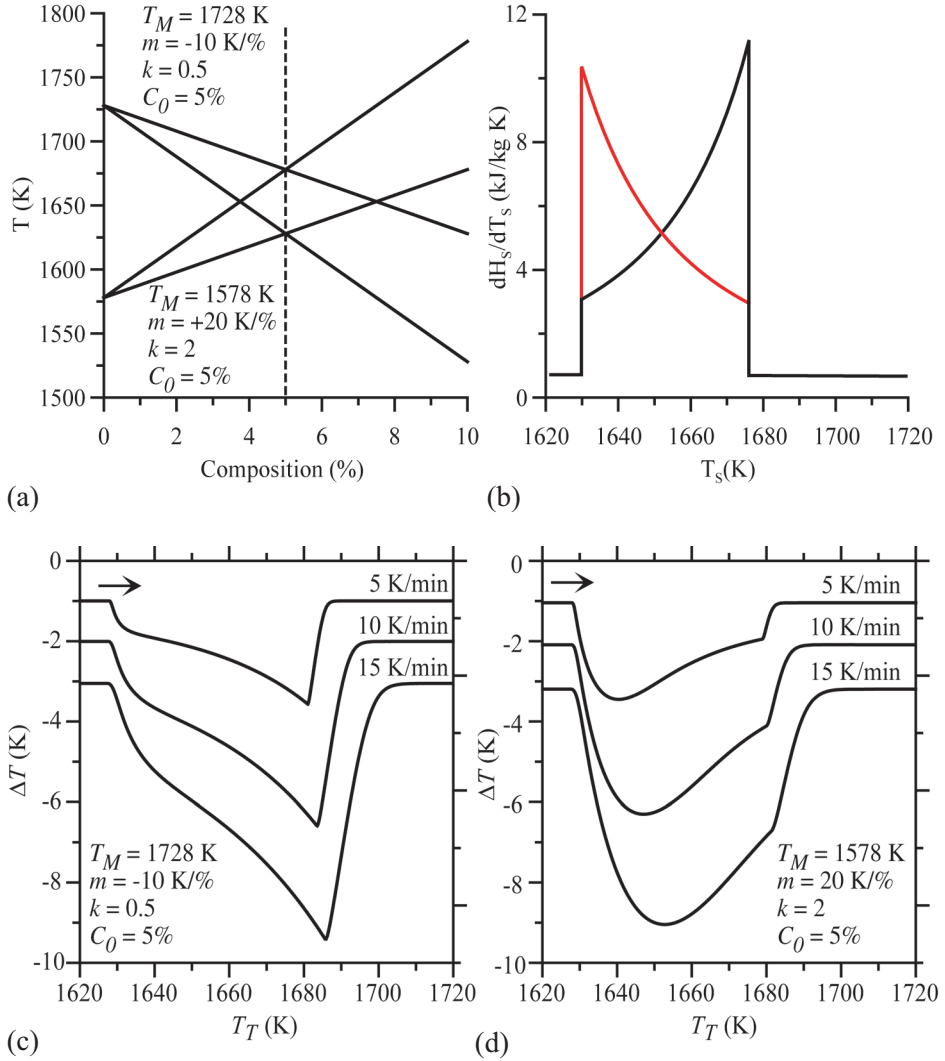 T_M = 1728 K
m = -10 K/%
k = 0.5
C_0 = 5%
T_M = 1578 K
m = +20 K/%
k = 2
C_0 = 5%
T (K)
1800
1750
1700
1650
1600
1550
1500
0 2 4 6 8 10
Composition (%)
(a)
dH_s/dT_s (kJ/kg K)
12
8
4
0
1620 1640 1660 1680 1700 1720
T_s(K)
(b)
ΔT (K)
0
-2
-4
-6
-8
-10
5 K/min
10 K/min
15 K/min
T_M = 1728 K
m = -10 K/%
k = 0.5
C_0 = 5%
1620 1640 1660 1680 1700 1720
T_T (K)
(c)
ΔT (K)
0
-2
-4
-6
-8
-10
5 K/min
10 K/min
15 K/min
T_M = 1578 K
m = 20 K/%
k = 2
C_0 = 5%
1620 1640 1660 1680 1700 1720
T_T (K)
(d)